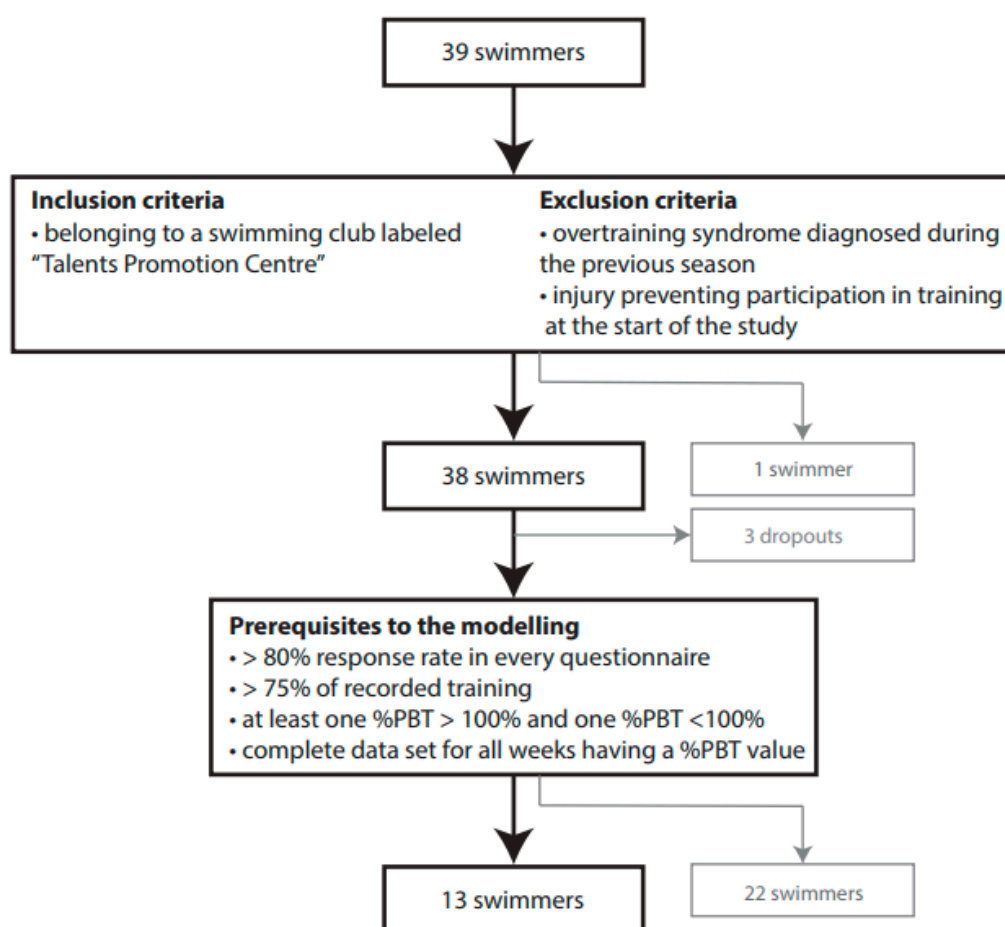 39 swimmers
Inclusion criteria
• belonging to a swimming club labeled
“Talents Promotion Centre”
Exclusion criteria
• overtraining syndrome diagnosed during
the previous season
• injury preventing participation in training
at the start of the study
38 swimmers
1 swimmer
3 dropouts
Prerequisites to the modelling
• > 80% response rate in every questionnaire
• > 75% of recorded training
• at least one %PBT > 100% and one %PBT <100%
• complete data set for all weeks having a %PBT value
13 swimmers
22 swimmers